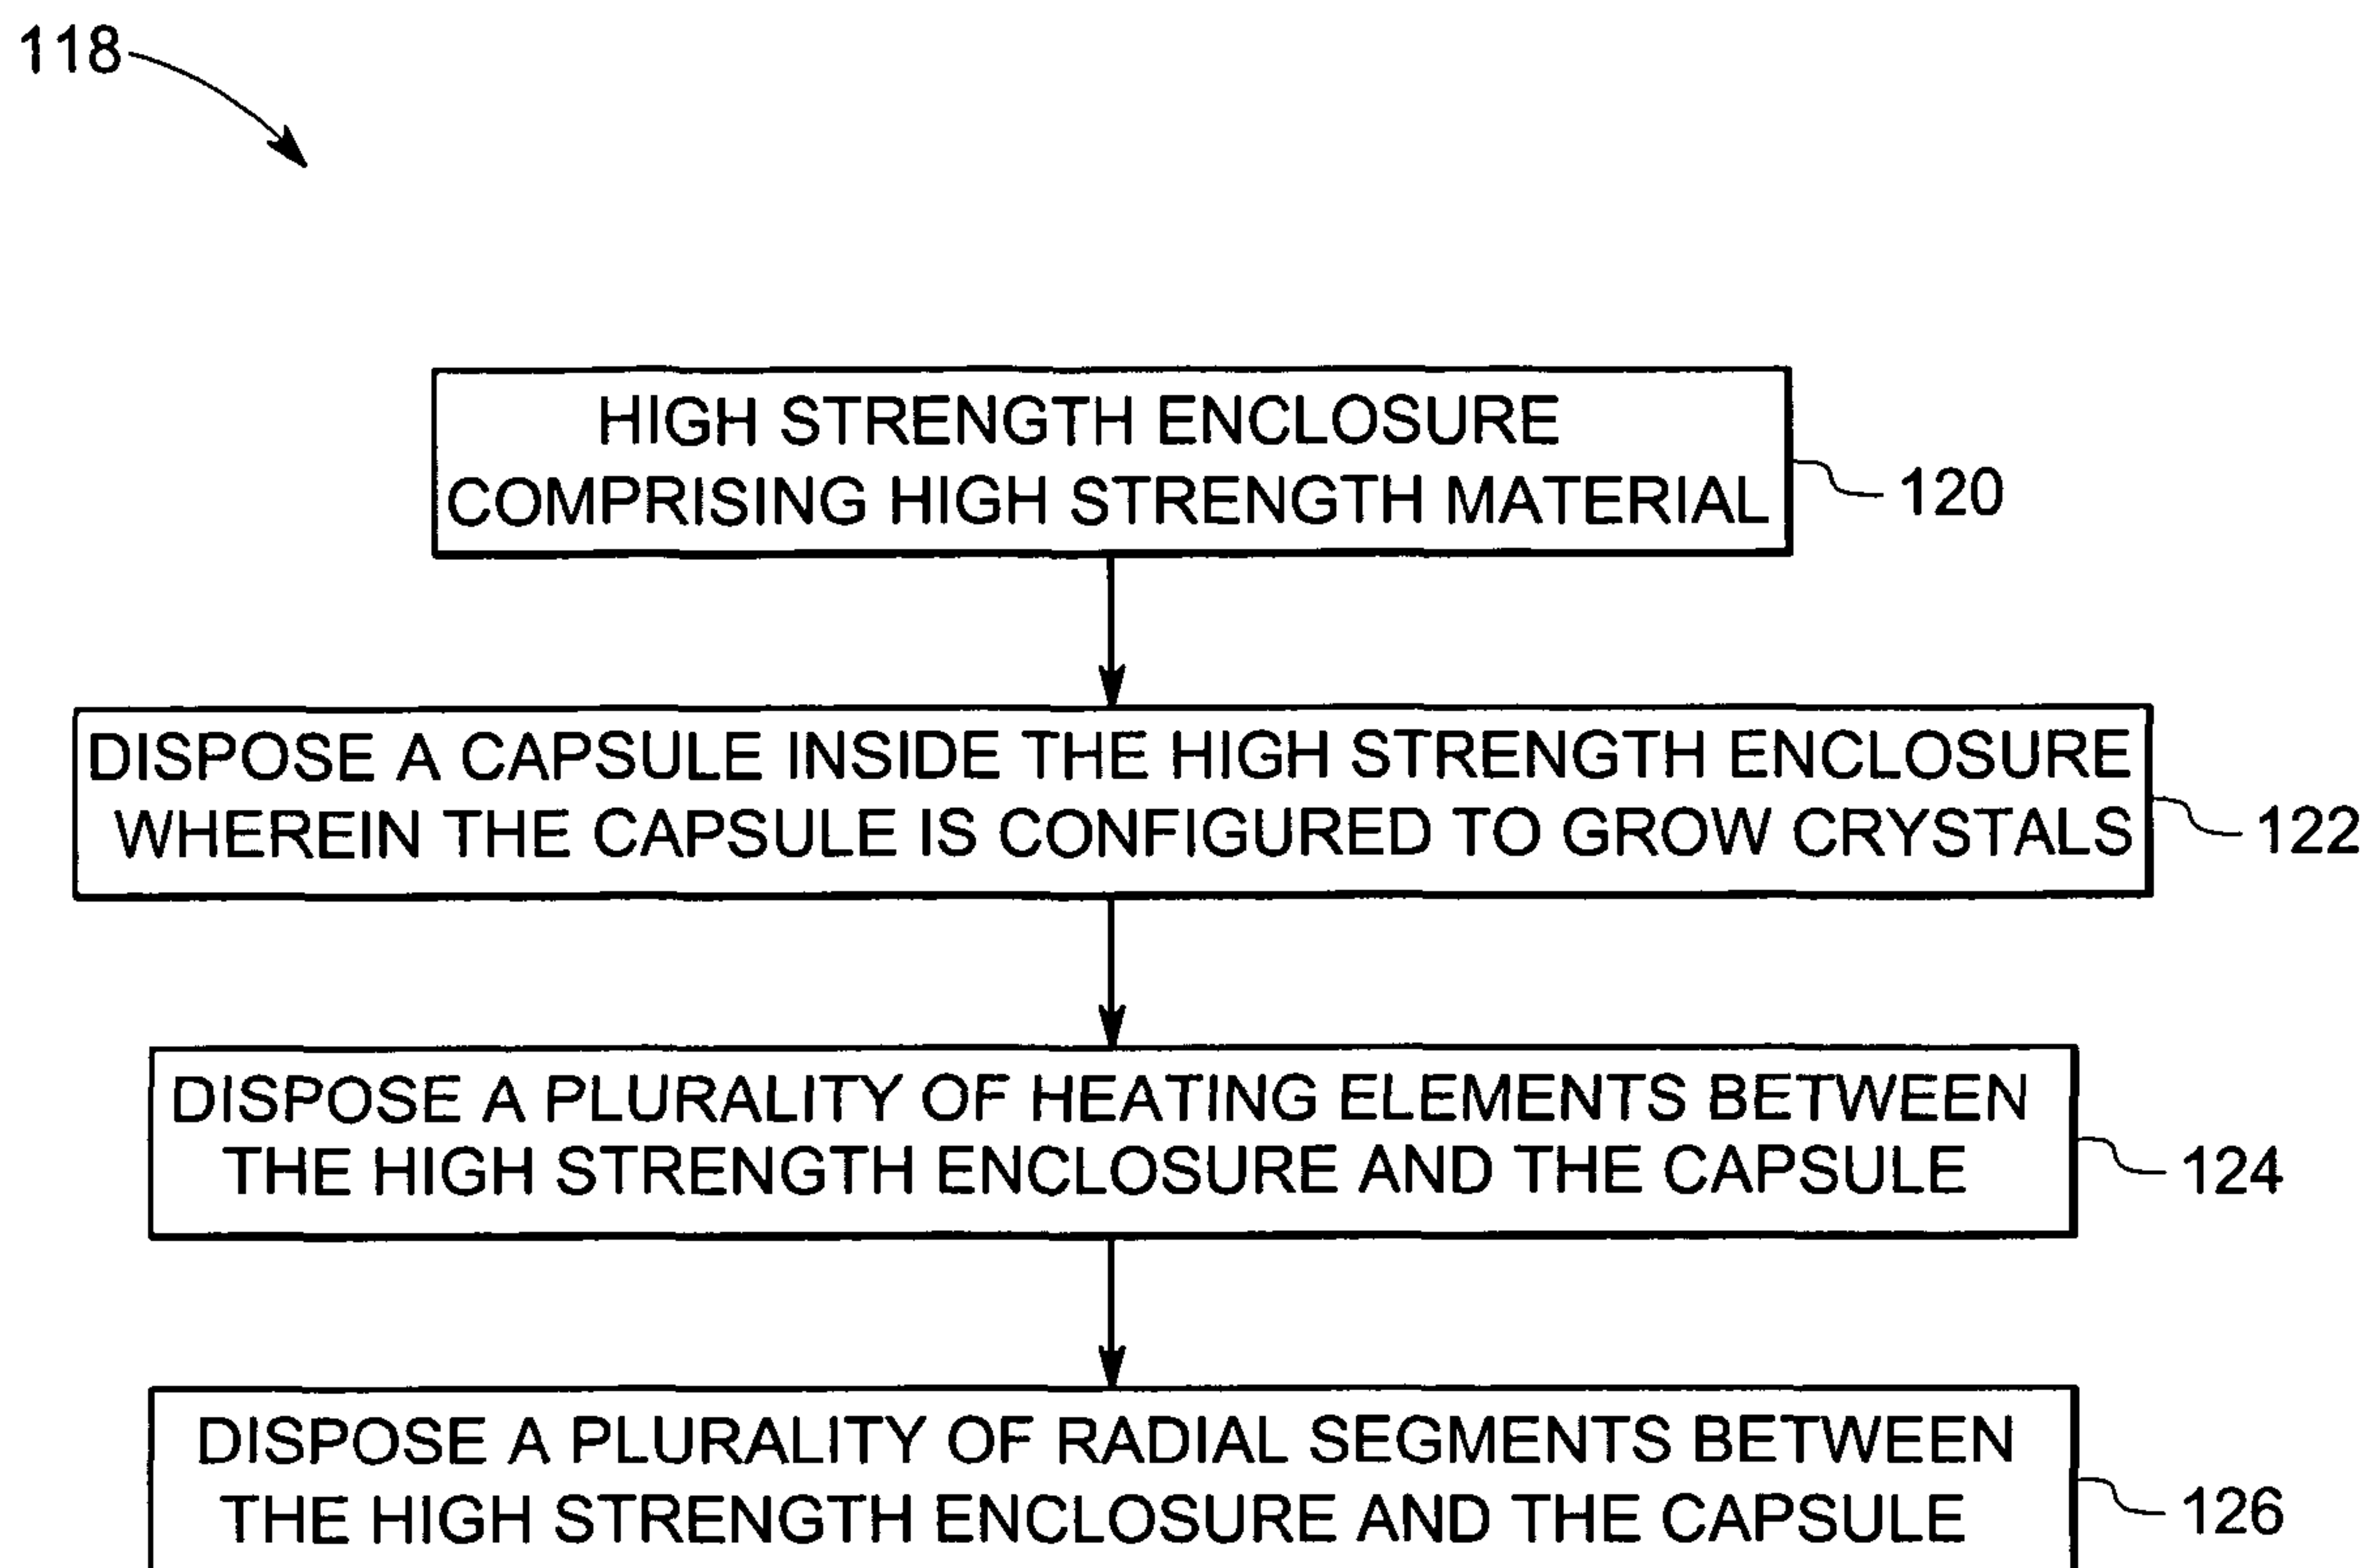 118
HIGH STRENGTH ENCLOSURE
COMPRISING HIGH STRENGTH MATERIAL
120
DISPOSE A CAPSULE INSIDE THE HIGH STRENGTH ENCLOSURE
WHEREIN THE CAPSULE IS CONFIGURED TO GROW CRYSTALS
122
DISPOSE A PLURALITY OF HEATING ELEMENTS BETWEEN
THE HIGH STRENGTH ENCLOSURE AND THE CAPSULE
124
DISPOSE A PLURALITY OF RADIAL SEGMENTS BETWEEN
THE HIGH STRENGTH ENCLOSURE AND THE CAPSULE
126